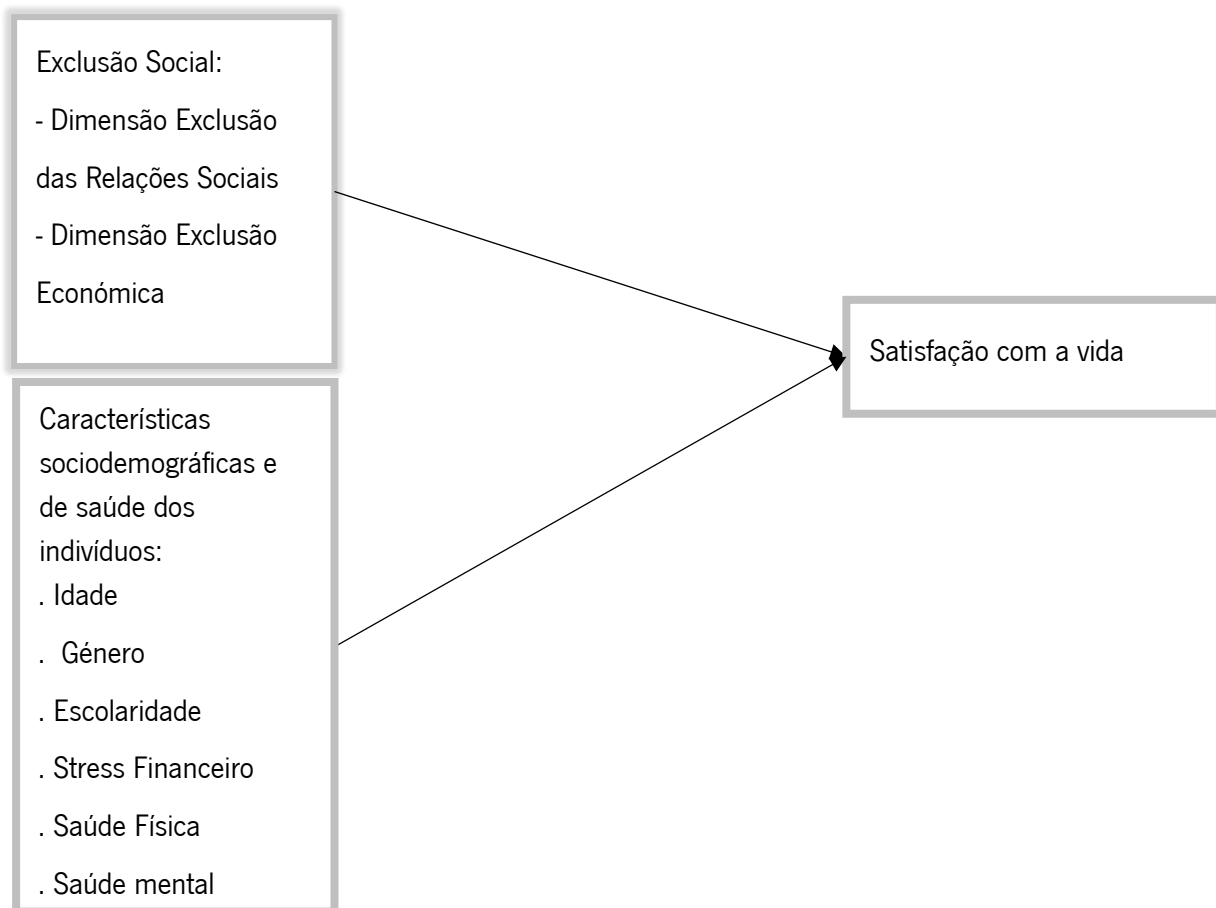 Exclusão Social:
- Dimensão Exclusão
das Relações Sociais
- Dimensão Exclusão
Económica
Satisfação com a vida
Característísticas
sociodemográficas e
de saúde dos
indivíduos:
. Idade
.  Género
. Escolaridade
. Stress Financeiro
. Saúde Física
. Saúde mental